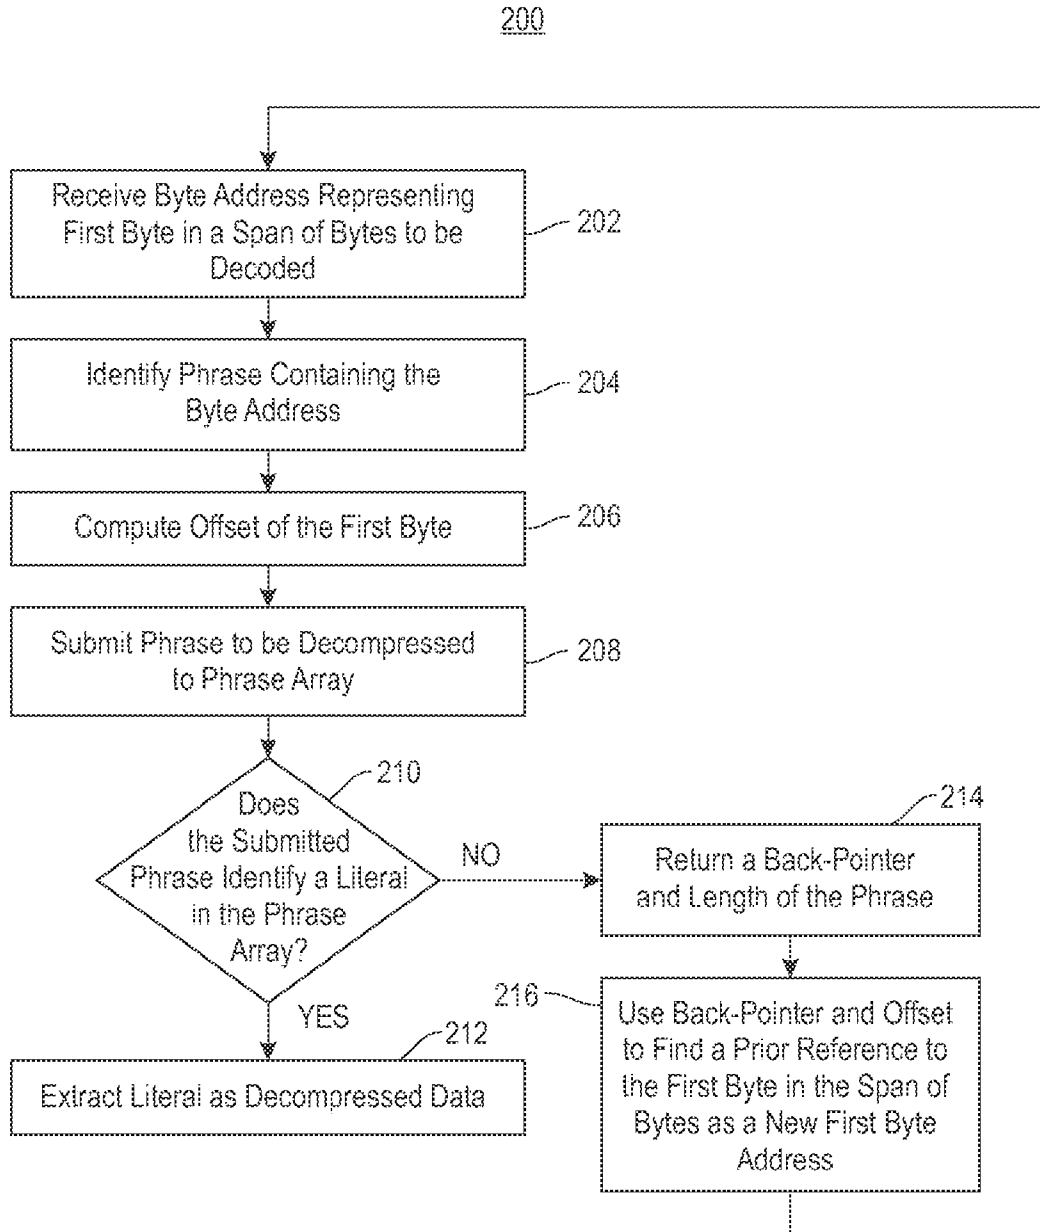 200
Receive Byte Address Representing
First Byte in a Span of Bytes to be
Decoded
202
Identify Phrase Containing the
Byte Address
204
Compute Offset of the First Byte
206
Submit Phrase to be Decompressed
to Phrase Array
208
210
Does
the Submitted
Phrase Identify a Literal
in the Phrase
Array?
NO
YES
212
Extract Literal as Decompressed Data
214
Return a Back-Pointer
and Length of the Phrase
216
Use Back-Pointer and Offset
to Find a Prior Reference to
the First Byte in the Span of
Bytes as a New First Byte
Address